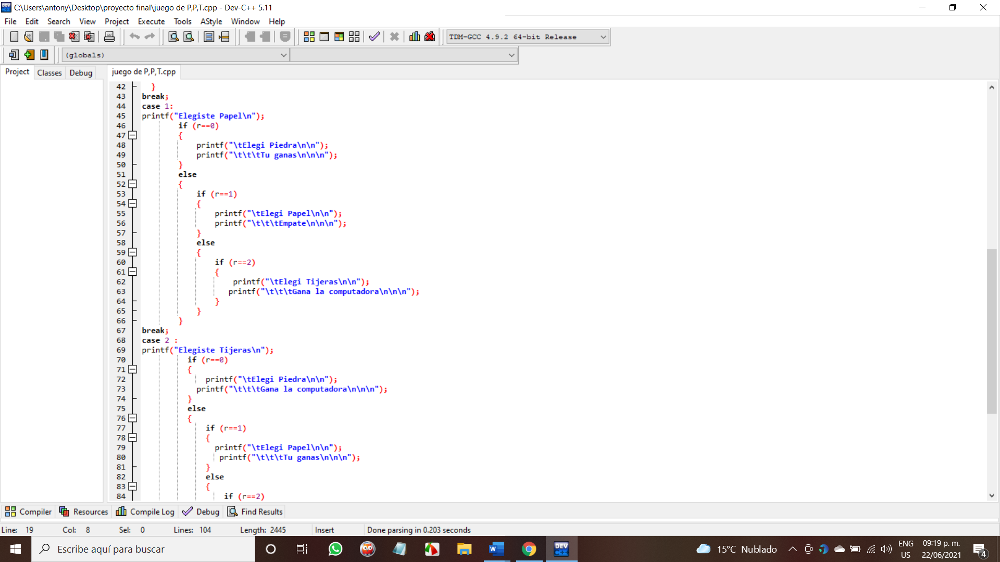 C:\Users\antony\Desktop\proyecto final\juego de P,P,T.cpp - Dev-C++ 5.11
File Edit Search View Project Execute Tools AStyle Window Help
TDM-GCC 4.9.2 64-bit Release
(globals)
Project Classes Debug
juego de P,P,T.cpp
42 }
43 break;
44 case 1:
45 printf("Elegiste Papel\n");
46 if (r==0)
47 {
48 printf("\tElegi Piedra\n\n");
49 printf("\t\t\tTu ganas\n\n\n");
50 }
51 else
52 {
53 if (r==1)
54 {
55 printf("\tElegi Papel\n\n");
56 printf("\t\t\tEmpate\n\n\n");
57 }
58 else
59 {
60 if (r==2)
61 {
62 printf("\tElegi Tijeras\n\n");
63 printf("\t\t\tGana la computadora\n\n\n");
64 }
65 }
66 }
67 break;
68 case 2 :
69 printf("Elegiste Tijeras\n");
70 if (r==0)
71 {
72 printf("\tElegi Piedra\n\n");
73 printf("\t\t\tGana la computadora\n\n\n");
74 }
75 else
76 {
77 if (r==1)
78 {
79 printf("\tElegi Papel\n\n");
80 printf("\t\t\tTu ganas\n\n\n");
81 }
82 else
83 {
84 if (r==2)
Compiler Resources Compile Log Debug Find Results
Line: 19 Col: 8 Sel: 0 Lines: 104 Length: 2445 Insert Done parsing in 0.203 seconds
Escribe aquí para buscar
DEV C++
15°C Nublado
ENG US
09:19 p. m.
22/06/2021
4